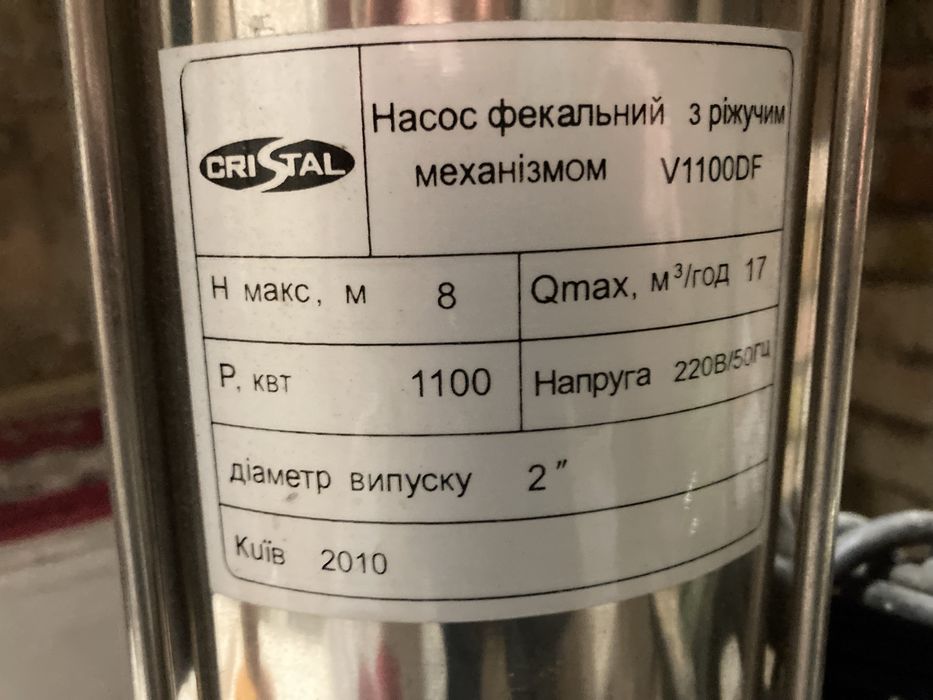 CRISTAL
Насос фекальний з ріжучим
механізмом V1100DF
H макс, м 8
Qmax, м³/год 17
P, квт 1100
Напруга 220В/50Гц
діаметр випуску 2"
Київ 2010